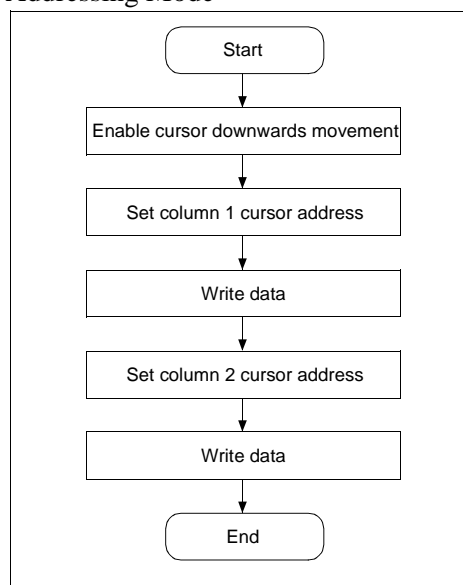 Addressing Mode
Start
Enable cursor downwards movement
Set column 1 cursor address
Write data
Set column 2 cursor address
Write data
End